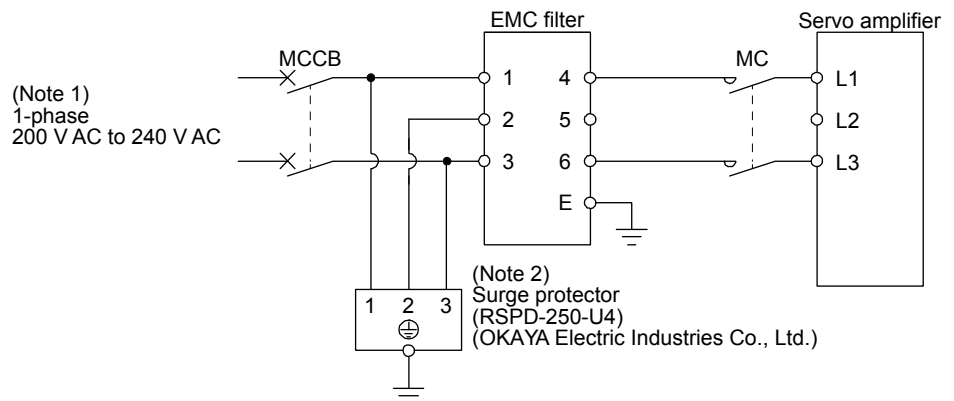 EMC filter
Servo amplifier
MCCB
MC
(Note 1)
1-phase
200 V AC to 240 V AC
1
4
L1
2
5
L2
3
6
L3
E
(Note 2)
Surge protector
(RSPD-250-U4)
(OKAYA Electric Industries Co., Ltd.)
1 2 3